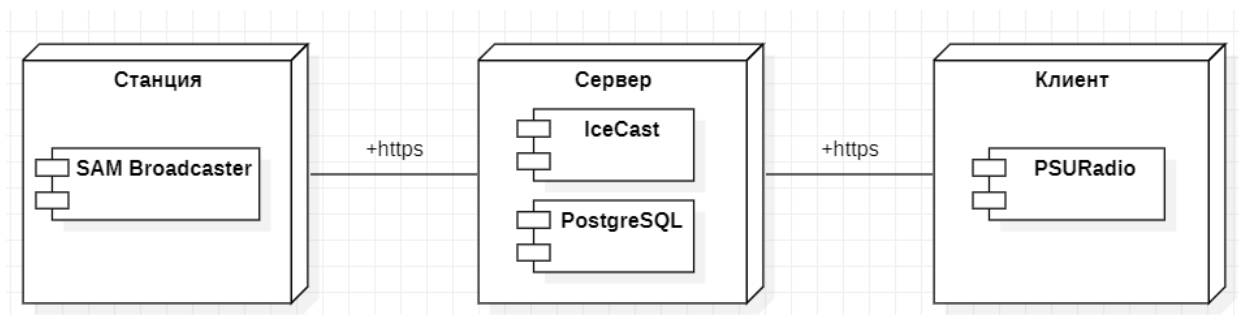 Станция
SAM Broadcaster
+https
Сервер
IceCast
PostgreSQL
+https
Клиент
PSURadio